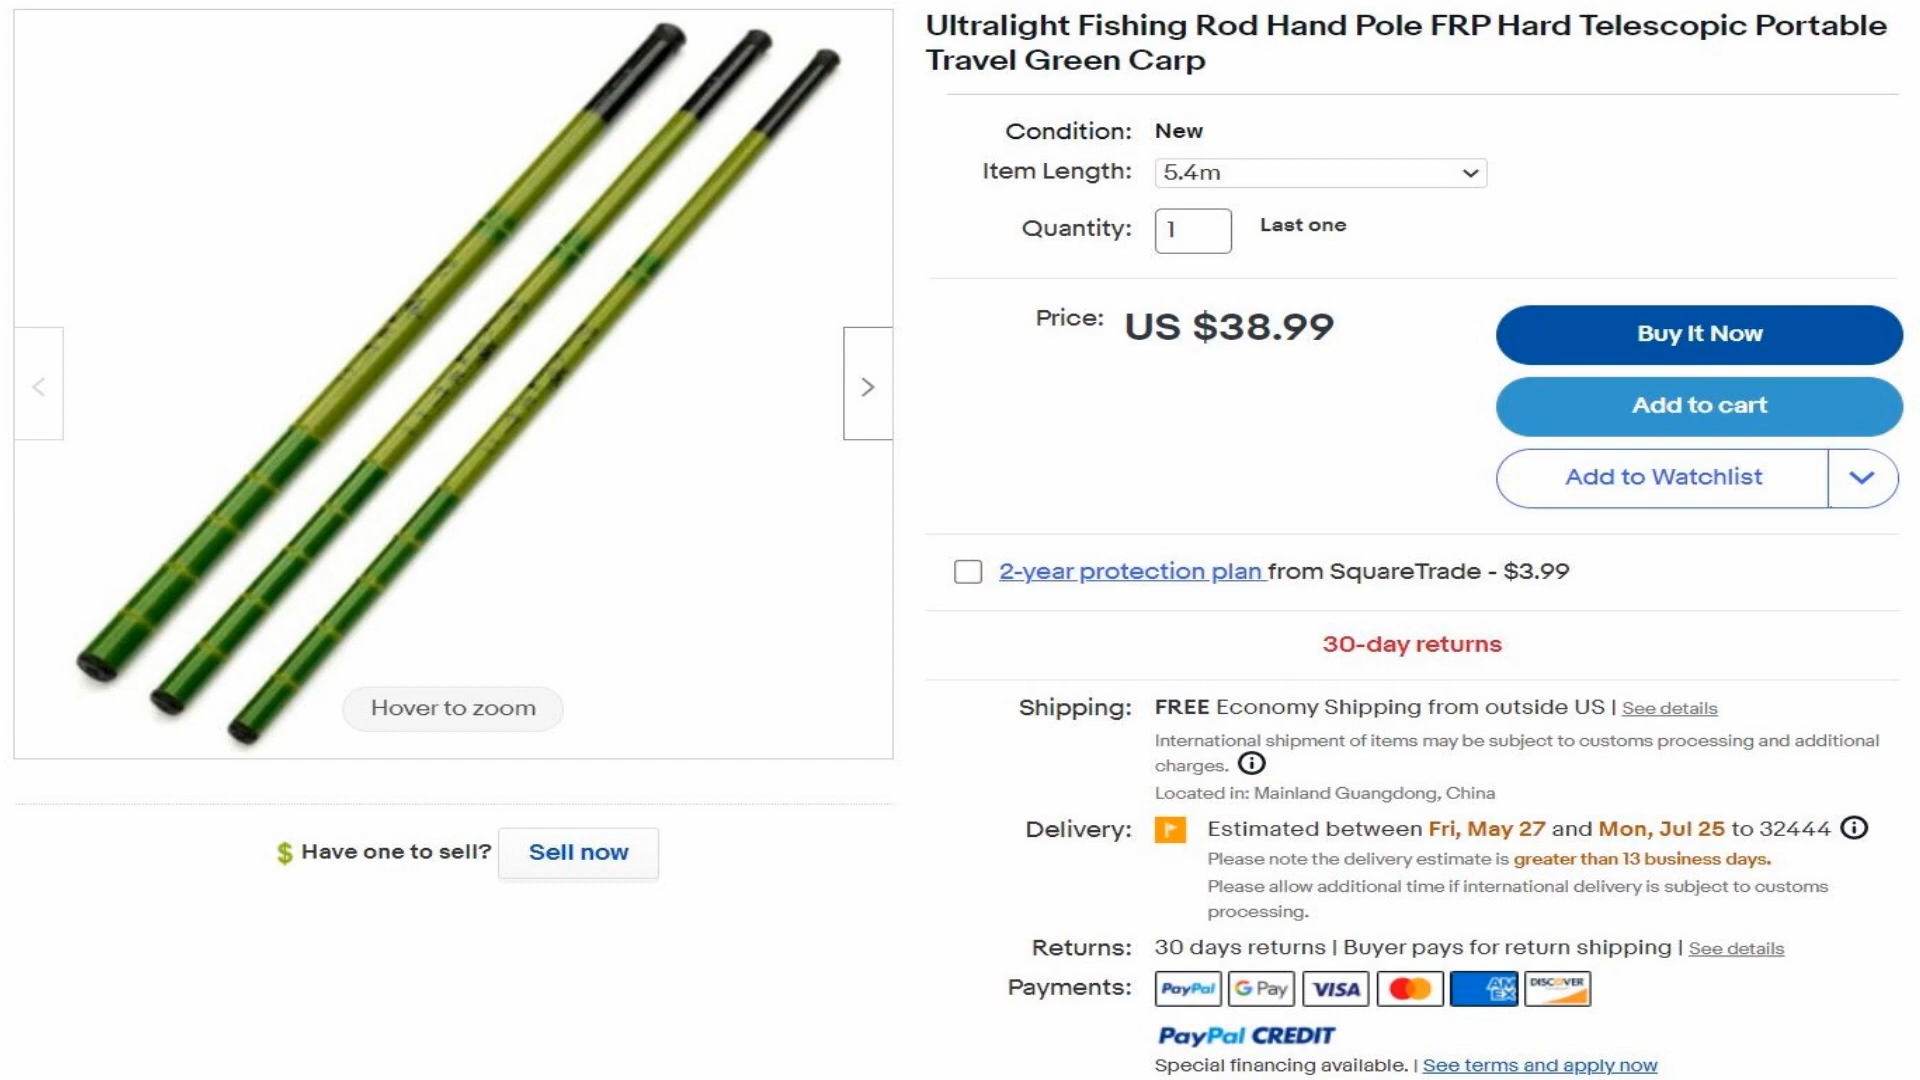 Ultralight Fishing Rod Hand Pole FRP Hard Telescopic Portable
Travel Green Carp
Condition: New
Item Length: 5.4m
Quantity: 1 Last one
Price: US $38.99
Buy It Now
Add to cart
Add to Watchlist
2-year protection plan from SquareTrade - $3.99
30-day returns
Hover to zoom
$ Have one to sell? Sell now
Shipping: FREE Economy Shipping from outside US | See details
International shipment of items may be subject to customs processing and additional
charges.
Located in: Mainland Guangdong, China
Delivery: Estimated between Fri, May 27 and Mon, Jul 25 to 32444
Please note the delivery estimate is greater than 13 business days.
Please allow additional time if international delivery is subject to customs
processing.
Returns: 30 days returns | Buyer pays for return shipping | See details
Payments: PayPal G Pay VISA AM EX DISCOVER
PayPal CREDIT
Special financing available. | See terms and apply now